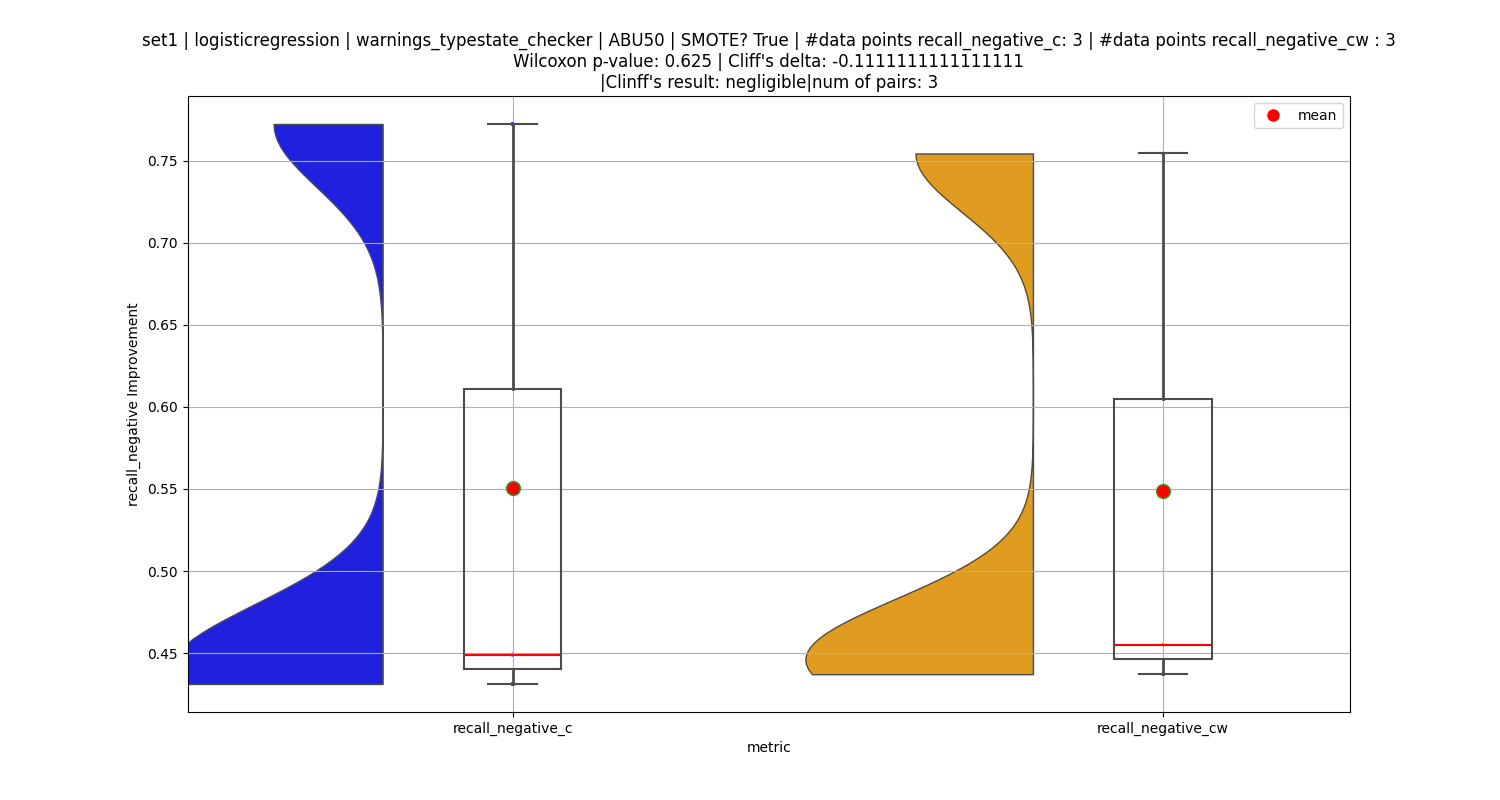 set1 | logisticregression | warnings_typestate_checker | ABU50 | SMOTE? True | #data points recall_negative_c: 3 | #data points recall_negative_cw : 3
Wilcoxon p-value: 0.625 | Cliff's delta: -0.1111111111111111
|Clinff's result: negligible|num of pairs: 3
mean
0.75
0.70
0.65
0.60
0.55
0.50
0.45
recall_negative Improvement
recall_negative_c
recall_negative_cw
metric